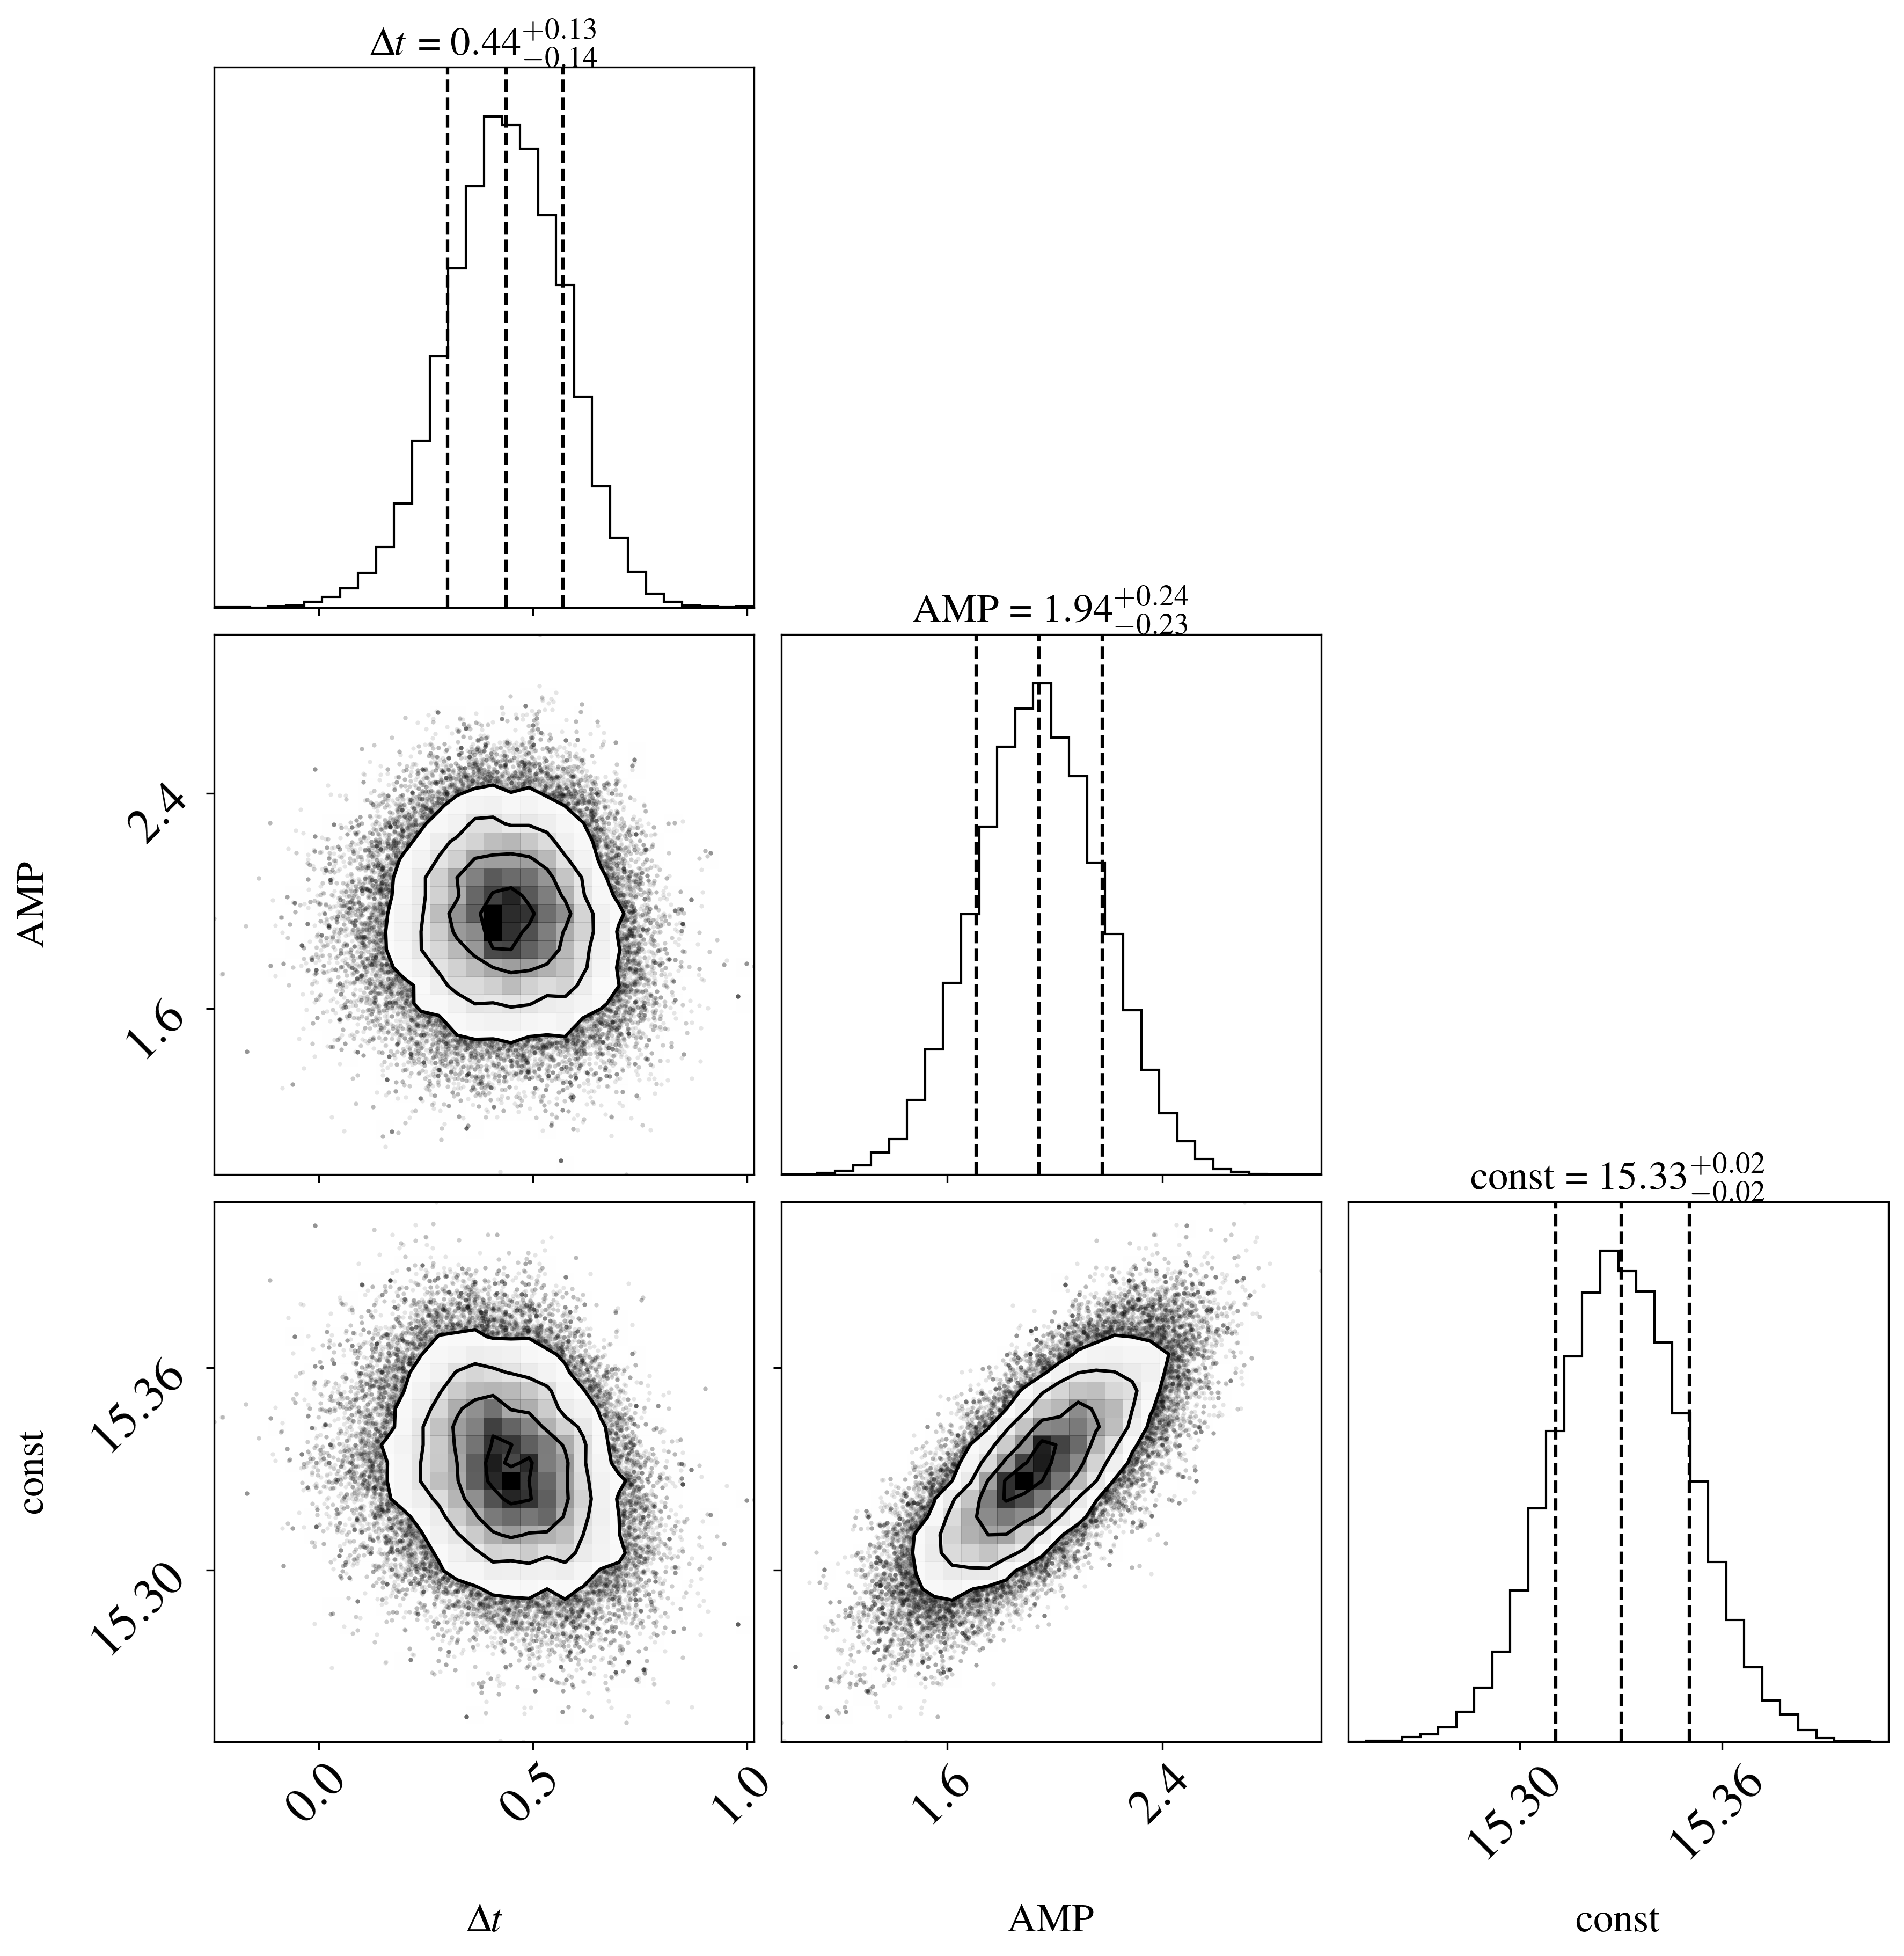 Δt = 0.44 +0.13 −0.14
AMP = 1.94 +0.24 −0.23
AMP
2.4
1.6
const = 15.33 +0.02 −0.02
const
15.36
15.30
0.0 0.5 1.0 1.6 2.4 15.30 15.36
Δt AMP const